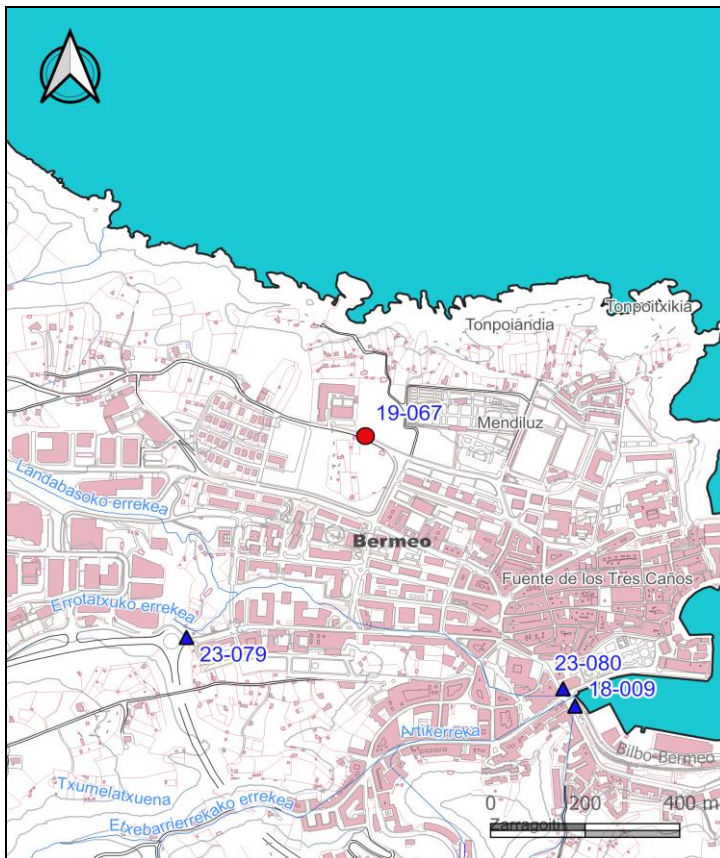 Tonpoitxikia
Tonpoiandia
19-067
Mendiluz
Landabasoko errekea
Bermeo
Fuente de los Tres Caños
Errotatxuko errekea
23-079
23-080
18-009
Artikerreka
Bilbo-Bermeo
Txumelatxuena
Etxebarrierrekako errekea
0 200 400 m
Zarragoiti